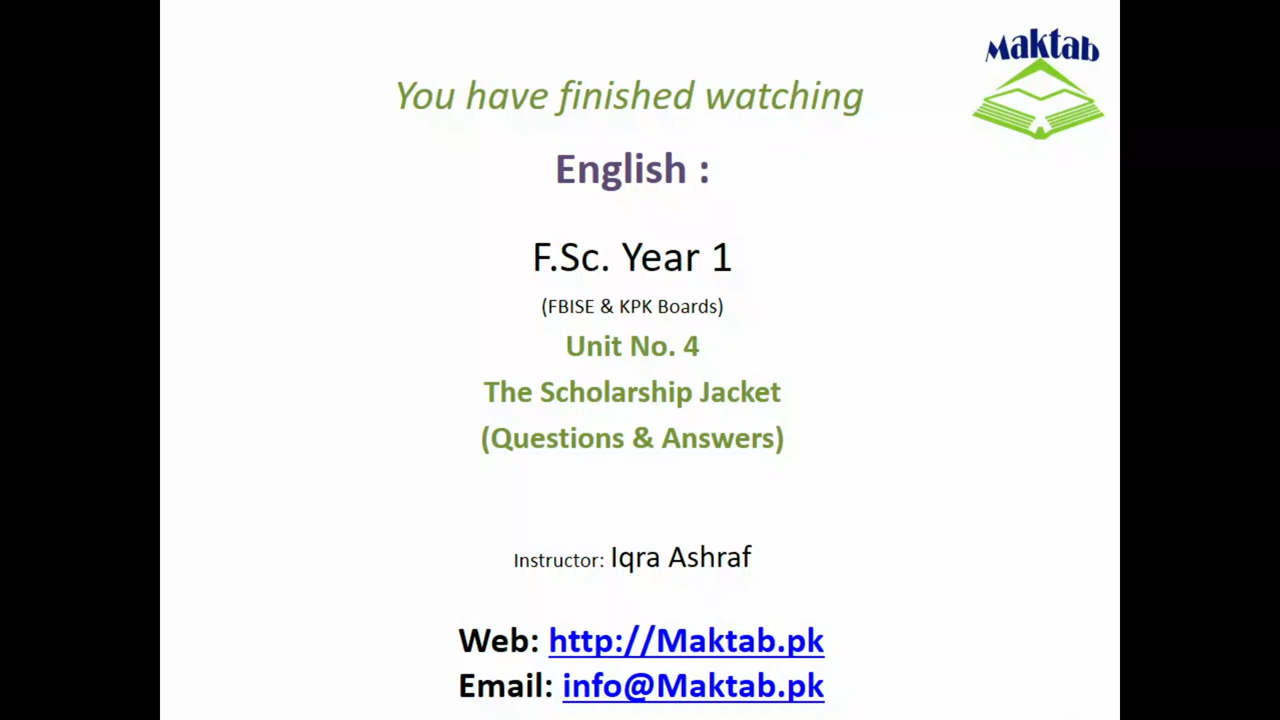 Maktab
You have finished watching
English :
F.Sc. Year 1
(FBISE & KPK Boards)
Unit No. 4
The Scholarship Jacket
(Questions & Answers)
Instructor: Iqra Ashraf
Web: http://Maktab.pk
Email: info@Maktab.pk